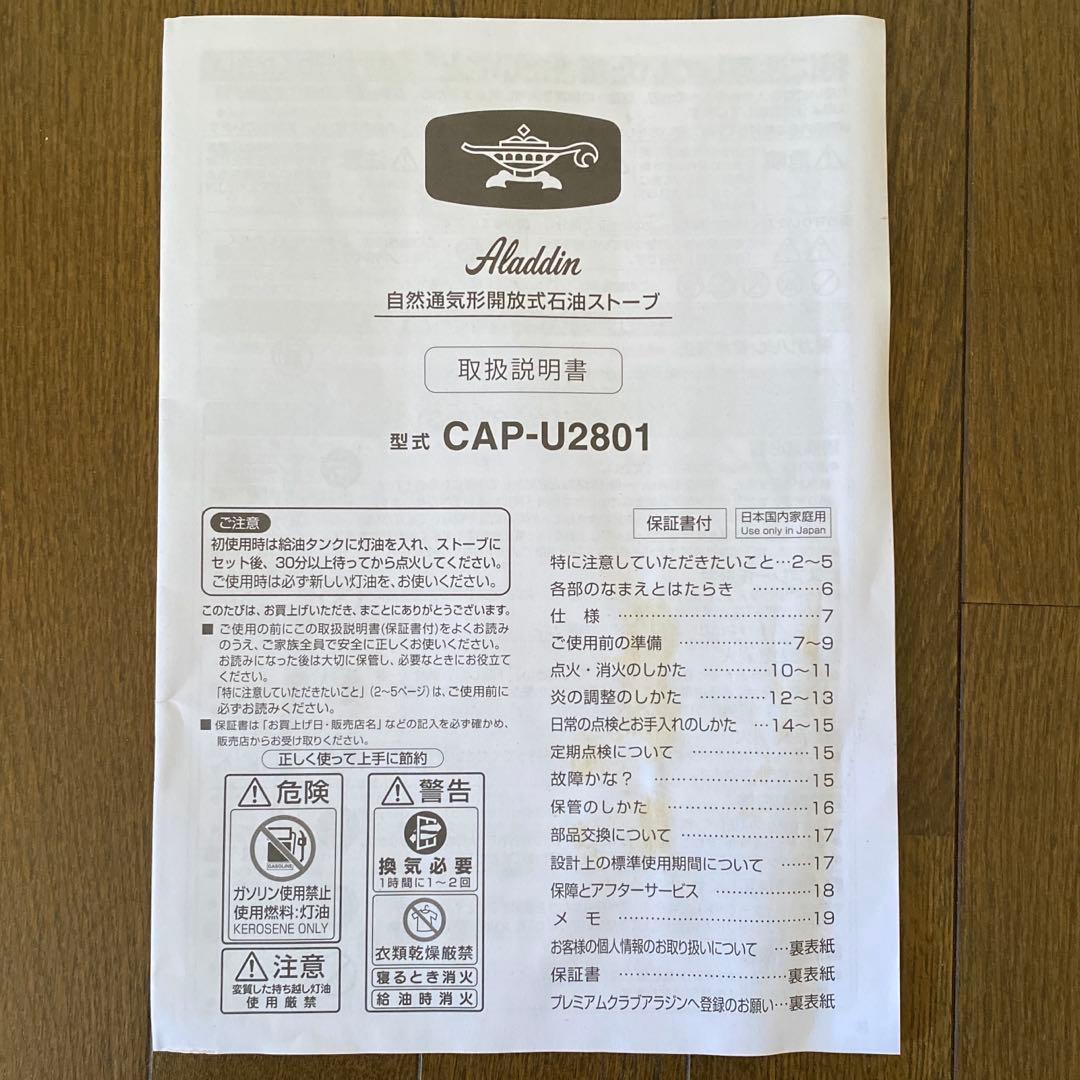 Aladdin
自然通気形開放式石油ストーブ
取扱説明書
型式 CAP-U2801
ご注意
初使用時は給油タンクに灯油を入れ、ストーブに
セット後、30分以上待ってから点火してください。
ご使用時は必ず新しい灯油を、お使いください。
このたびは、お買上げいただき、まことにありがとうございます。
■ ご使用の前にこの取扱説明書(保証書付)をよくお読み
のうえ、ご家族全員で安全に正しくお使いください。
お読みになった後は大切に保管し、必要なときにお役立て
ください。
「特に注意していただきたいこと」(2〜5ページ)は、ご使用前に
必ずお読みください。
■ 保証書は「お買上げ日・販売店名」などの記入を必ず確かめ、
販売店からお受け取りください。
正しく使って上手に節約
危険
GASOLINE
ガソリン使用禁止
使用燃料:灯油
KEROSENE ONLY
注意
変質した持ち越し灯油
使用厳禁
警告
換気必要
1時間に1〜2回
衣類乾燥厳禁
寝るとき消火
給油時消火
保証書付
日本国内家庭用
Use only in Japan
特に注意していただきたいこと…2〜5
各部のなまえとはたらき …………6
仕様 ……………………………7
ご使用前の準備 ………………7〜9
点火・消火のしかた …………10〜11
炎の調整のしかた …………12〜13
日常の点検とお手入れのしかた …14〜15
定期点検について ………………15
故障かな？ ………………………15
保管のしかた ……………………16
部品交換について ………………17
設計上の標準使用期間について ……17
保障とアフターサービス ………………18
メモ ……………………………19
お客様の個人情報のお取り扱いについて …裏表紙
保証書 ………………………裏表紙
プレミアムクラブアラジンへ登録のお願い…裏表紙